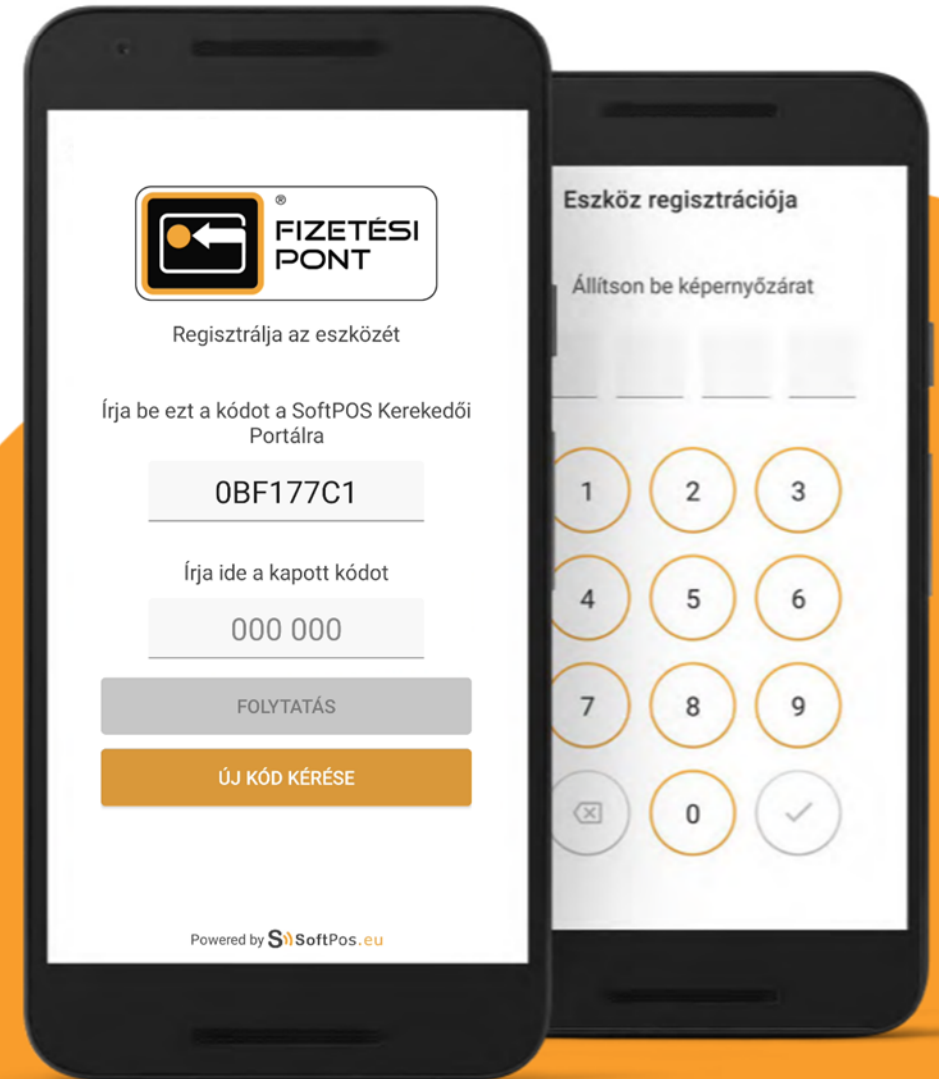 ®
FIZETÉSI
PONT
Regisztrálja az eszközét
Írja be ezt a kódot a SoftPOS Kerekedői
Portálra
0BF177C1
Írja ide a kapott kódot
000 000
FOLYTATÁS
ÚJ KÓD KÉRÉSE
Powered by SoftPos.eu
Eszköz regisztrációja
Állítson be képernyőzárat
1 2 3
4 5 6
7 8 9
0